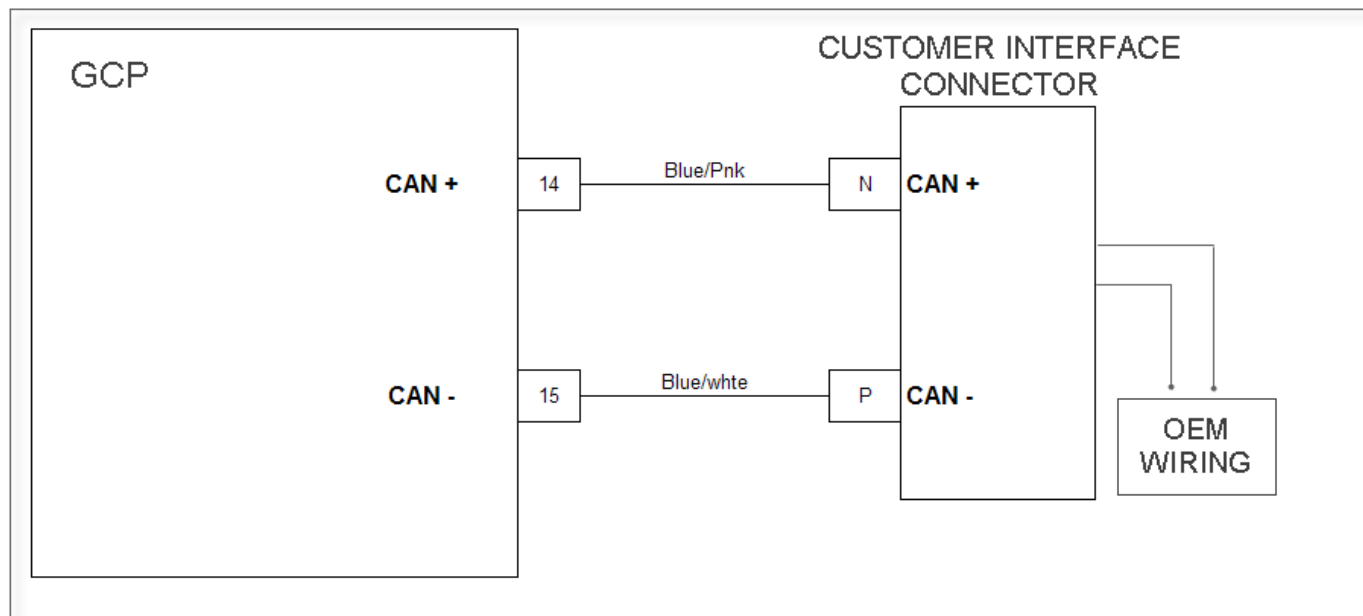 GCP
CUSTOMER INTERFACE
CONNECTOR
CAN +
14
Blue/Pnk
N
CAN +
CAN -
15
Blue/whte
P
CAN -
OEM
WIRING